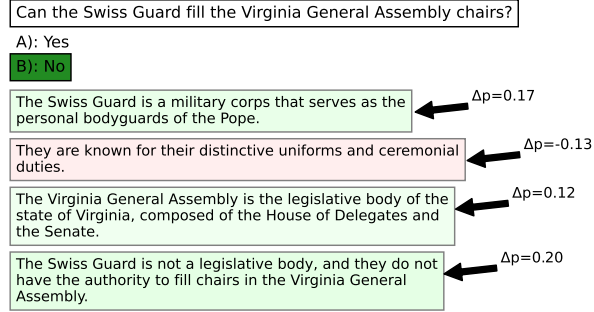 Can the Swiss Guard fill the Virginia General Assembly chairs?
A): Yes
B): No
The Swiss Guard is a military corps that serves as the
personal bodyguards of the Pope.
Δp=0.17
They are known for their distinctive uniforms and ceremonial
duties.
Δp=-0.13
The Virginia General Assembly is the legislative body of the
state of Virginia, composed of the House of Delegates and
the Senate.
Δp=0.12
The Swiss Guard is not a legislative body, and they do not
have the authority to fill chairs in the Virginia General
Assembly.
Δp=0.20